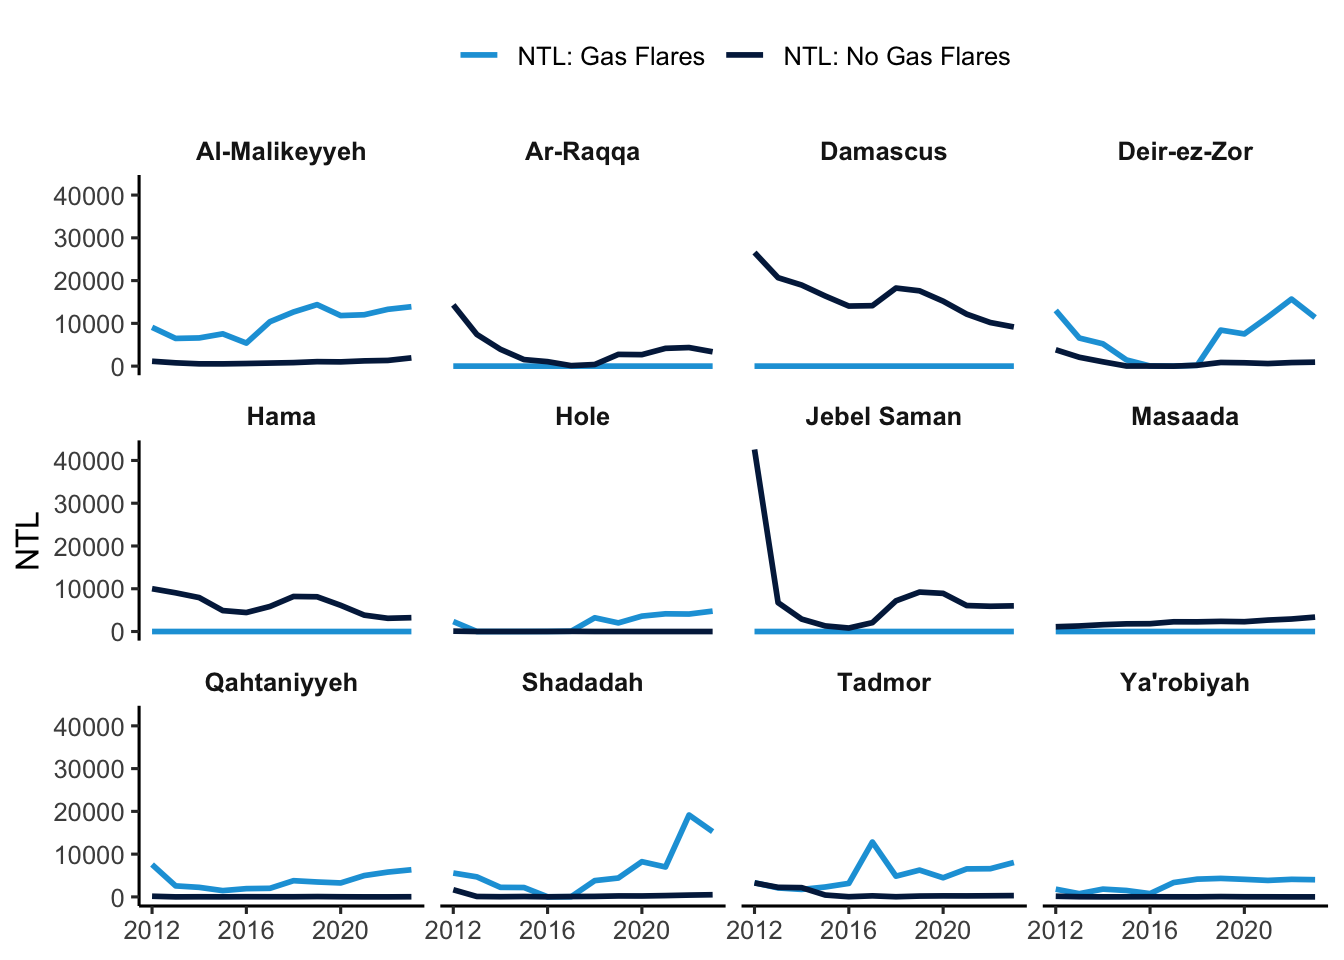 NTL: Gas Flares NTL: No Gas Flares
Al-Malikeyyeh Ar-Raqqa Damascus Deir-ez-Zor
40000
30000
20000
10000
0
Hama Hole Jebel Saman Masaada
40000
30000
20000
10000
0
NTL
Qahtaniyyeh Shadadah Tadmor Ya'robiyah
40000
30000
20000
10000
0
2012 2016 2020 2012 2016 2020 2012 2016 2020 2012 2016 2020